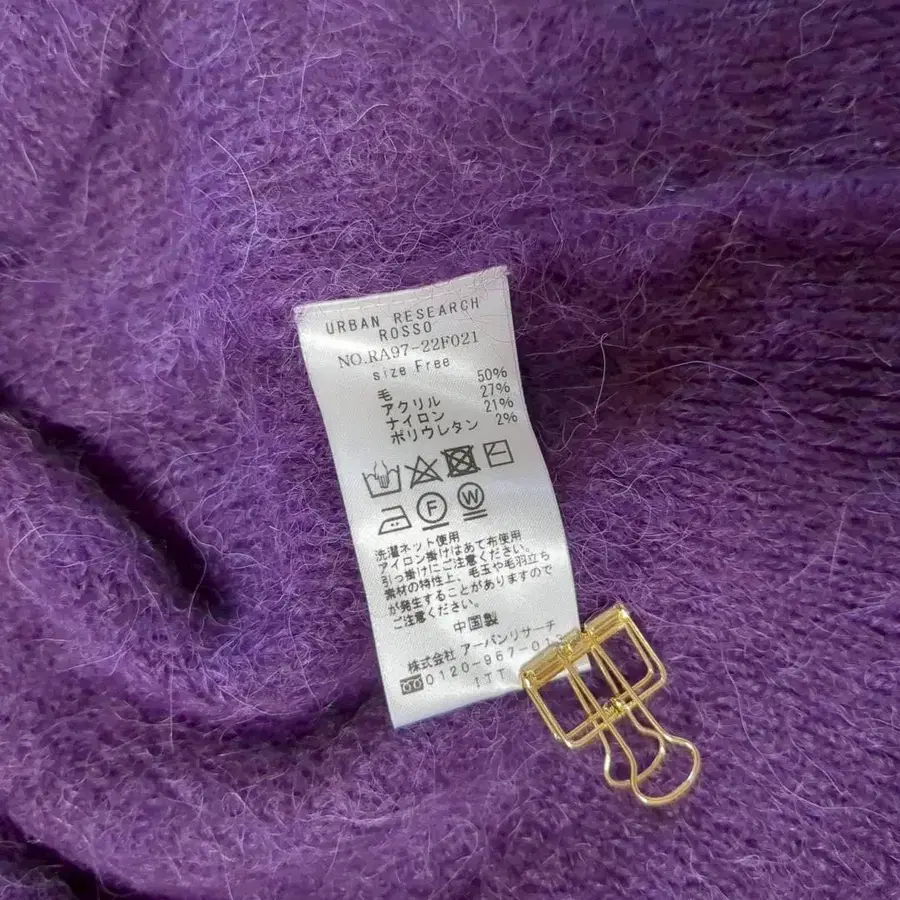 URBAN RESEARCH
ROSSO
NO.RA97-22F021
size Free
毛 50%
アクリル 27%
ナイロン 21%
ポリウレタン 2%
F W
洗濯ネット使用
アイロン掛けはあて布使用
引っ掛けにご注意ください。
素材の特性上、毛玉や毛羽立ち
が発生することがありますので
ご注意ください。
中国製
株式会社 アーバンリサーチ
0120-967-01
ITT